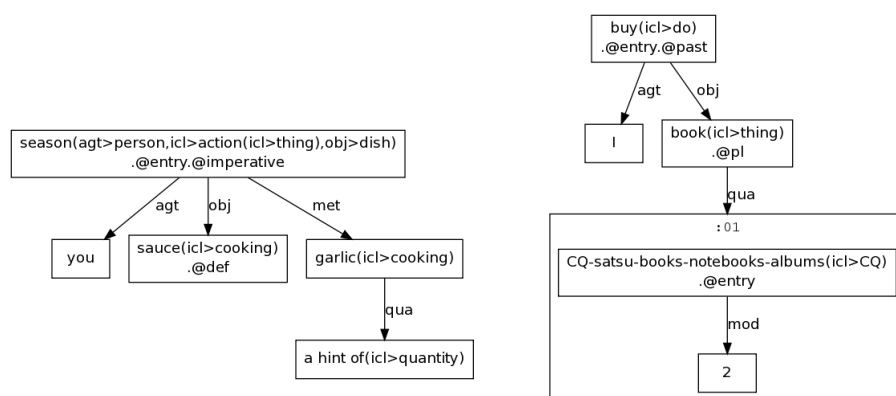 season(agt>person,icl>action(icl>thing),obj>dish)
.@entry.@imperative
agt
obj
met
you
sauce(icl>cooking)
.@def
garlic(icl>cooking)
qua
a hint of(icl>quantity)
buy(icl>do)
.@entry.@past
agt
obj
I
book(icl>thing)
.@pl
qua
:01
CQ-satsu-books-notebooks-albums(icl>CQ)
.@entry
mod
2